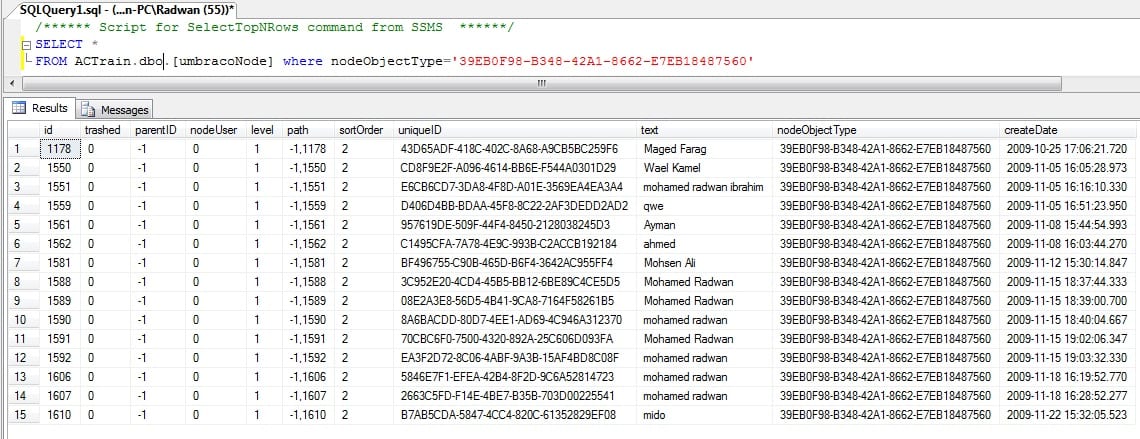 SQLQuery1.sql - (...n-PC\Radwan (55))*
/****** Script for SelectTopNRows command from SSMS ******/
SELECT *
FROM ACTrain.dbo.[umbracoNode] where nodeObjectType='39EB0F98-B348-42A1-8662-E7EB18487560'
Results Messages
id trashed parentID nodeUser level path sortOrder uniqueID text nodeObjectType createDate
1 1178 0 -1 0 1 -1,1178 2 43D65ADF-418C-402C-8A68-A9CB5BC259F6 Maged Farag 39EB0F98-B348-42A1-8662-E7EB18487560 2009-10-25 17:06:21.720
2 1550 0 -1 0 1 -1,1550 2 CD8F9E2F-A096-4614-BB6E-F544A0301D29 Wael Kamel 39EB0F98-B348-42A1-8662-E7EB18487560 2009-11-05 16:05:28.973
3 1551 0 -1 0 1 -1,1551 2 E6CB6CD7-3DA8-4F8D-A01E-3569EA4EA3A4 mohamed radwan ibrahim 39EB0F98-B348-42A1-8662-E7EB18487560 2009-11-05 16:16:10.330
4 1559 0 -1 0 1 -1,1559 2 D406D4BB-BDAA-45F8-8C22-2AF3DEDD2AD2 qwe 39EB0F98-B348-42A1-8662-E7EB18487560 2009-11-05 16:51:23.950
5 1561 0 -1 0 1 -1,1561 2 957619DE-509F-44F4-8450-2128038245D3 Ayman 39EB0F98-B348-42A1-8662-E7EB18487560 2009-11-08 15:44:54.993
6 1562 0 -1 0 1 -1,1562 2 C1495CFA-7A78-4E9C-993B-C2ACCB192184 ahmed 39EB0F98-B348-42A1-8662-E7EB18487560 2009-11-08 16:03:44.270
7 1581 0 -1 0 1 -1,1581 2 BF496755-C90B-465D-B6F4-3642AC955FF4 Mohsen Ali 39EB0F98-B348-42A1-8662-E7EB18487560 2009-11-12 15:30:14.847
8 1588 0 -1 0 1 -1,1588 2 3C952E20-4CD4-45B5-BB12-6BE89C4CE5D5 Mohamed Radwan 39EB0F98-B348-42A1-8662-E7EB18487560 2009-11-15 18:37:44.333
9 1589 0 -1 0 1 -1,1589 2 08E2A3E8-56D5-4B41-9CA8-7164F58261B5 Mohamed Radwan 39EB0F98-B348-42A1-8662-E7EB18487560 2009-11-15 18:39:00.700
10 1590 0 -1 0 1 -1,1590 2 8A6BACDD-80D7-4EE1-AD69-4C946A312370 mohamed radwan 39EB0F98-B348-42A1-8662-E7EB18487560 2009-11-15 18:40:04.667
11 1591 0 -1 0 1 -1,1591 2 70CBC6F0-7500-4320-892A-25C606D093FA Mohamed Radwan 39EB0F98-B348-42A1-8662-E7EB18487560 2009-11-15 19:02:06.347
12 1592 0 -1 0 1 -1,1592 2 EA3F2D72-8C06-4ABF-9A3B-15AF4BD8C08F mohamed radwan 39EB0F98-B348-42A1-8662-E7EB18487560 2009-11-15 19:03:32.330
13 1606 0 -1 0 1 -1,1606 2 5846E7F1-EFEA-42B4-8F2D-9C6A52814723 mohamed radwan 39EB0F98-B348-42A1-8662-E7EB18487560 2009-11-18 16:19:52.770
14 1607 0 -1 0 1 -1,1607 2 2663C5FD-F14E-4BE7-B35B-703D00225541 mohamed radwan 39EB0F98-B348-42A1-8662-E7EB18487560 2009-11-18 16:28:52.277
15 1610 0 -1 0 1 -1,1610 2 B7AB5CDA-5847-4CC4-820C-61352829EF08 mido 39EB0F98-B348-42A1-8662-E7EB18487560 2009-11-22 15:32:05.523